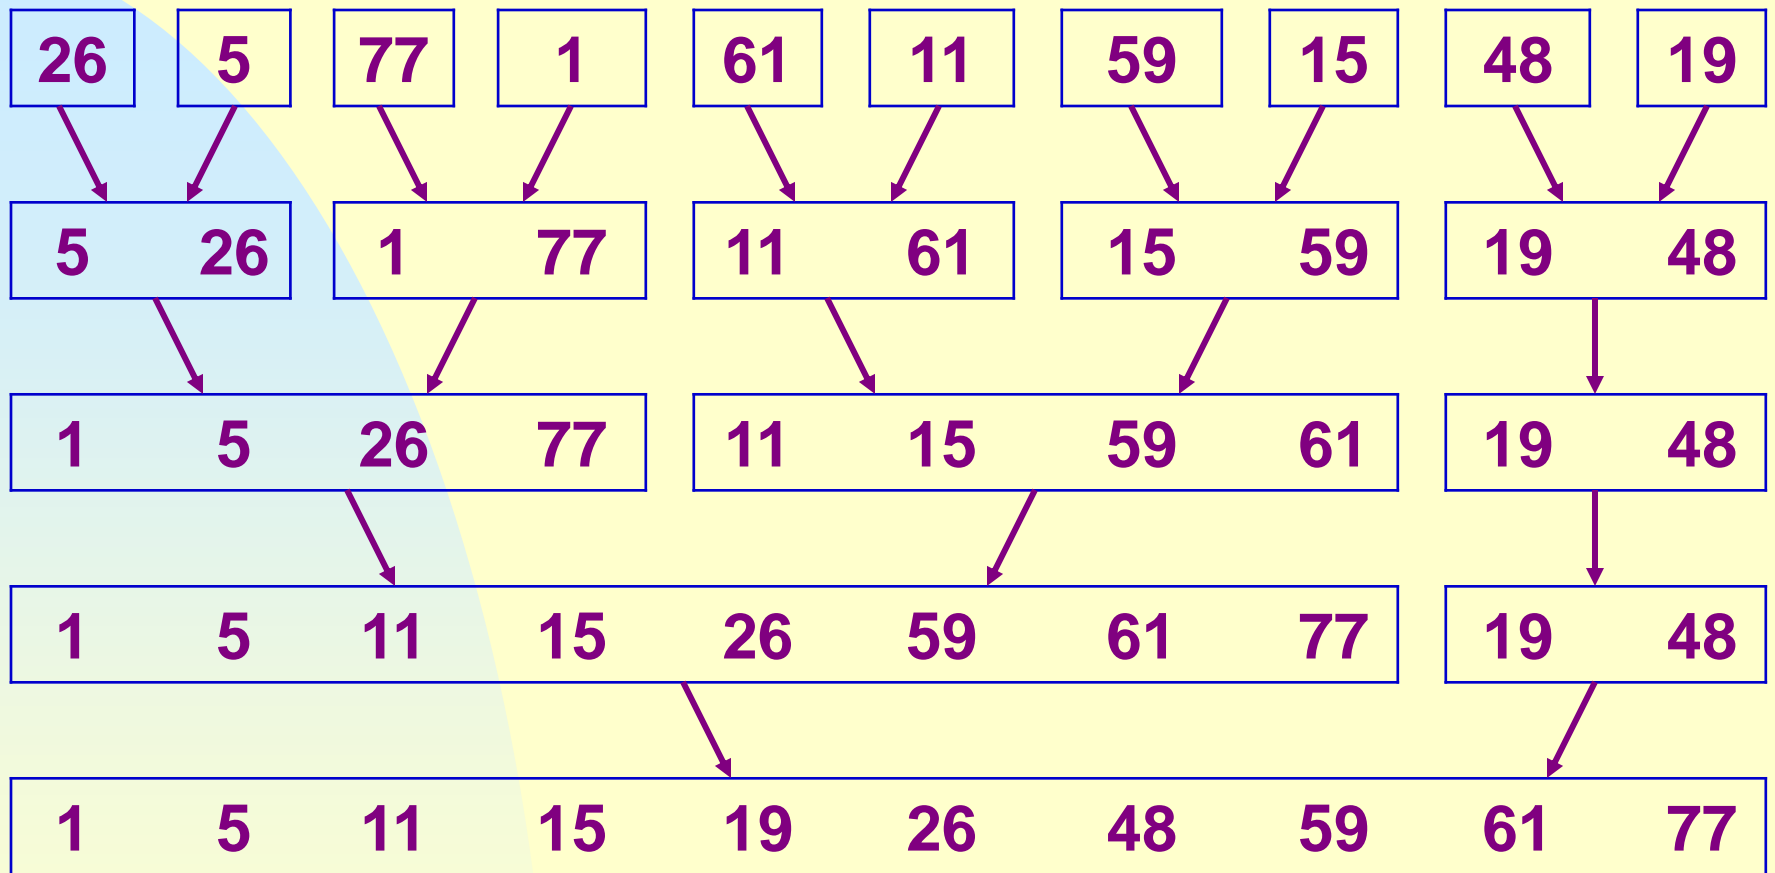 26 5 77 1 61 11 59 15 48 19
5 26 1 77 11 61 15 59 19 48
1 5 26 77 11 15 59 61 19 48
1 5 11 15 26 59 61 77 19 48
1 5 11 15 19 26 48 59 61 77